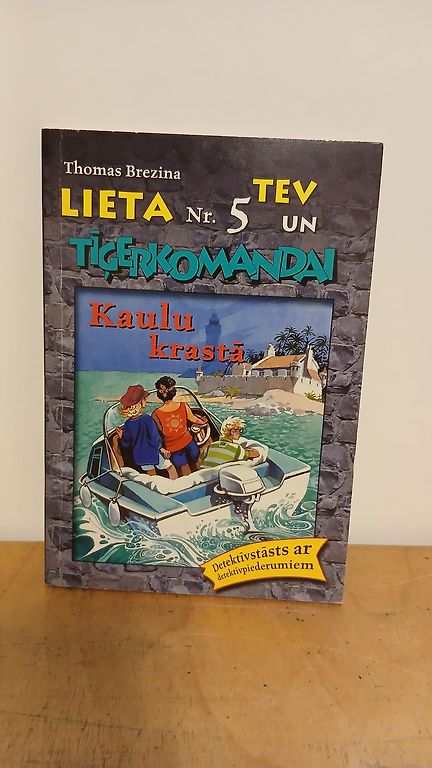 Thomas Brezina
LIETA Nr. 5 TEV
UN
TĪĢERKOMANDAI
Kaulu
krastā
Detektīvstāsts ar
detektīvpiederumiem